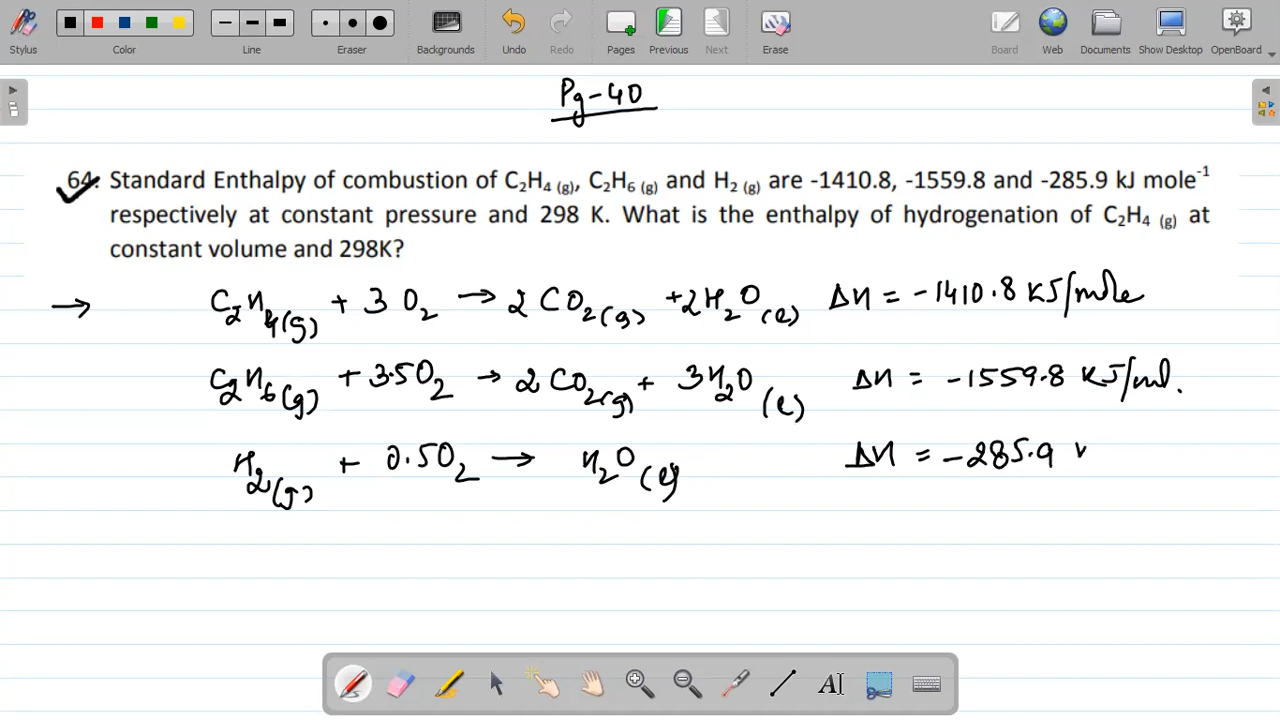 Stylus Color Line Eraser Backgrounds Undo Redo Pages Previous Next Erase Board Web Documents Show Desktop OpenBoard
Pg-40
64. Standard Enthalpy of combustion of C₂H₄ (g), C₂H₆ (g) and H₂ (g) are -1410.8, -1559.8 and -285.9 kJ mole⁻¹
respectively at constant pressure and 298 K. What is the enthalpy of hydrogenation of C₂H₄ (g) at
constant volume and 298K?
→ C₂H₄(g) + 3 O₂ → 2 CO₂(g) + 2H₂O(l) ΔH = -1410.8 KJ/mole
C₂H₆(g) + 3.5O₂ → 2 CO₂(g) + 3H₂O(l) ΔH = -1559.8 KJ/mol.
H₂(g) + 0.5O₂ → H₂O(l) ΔH = -285.9